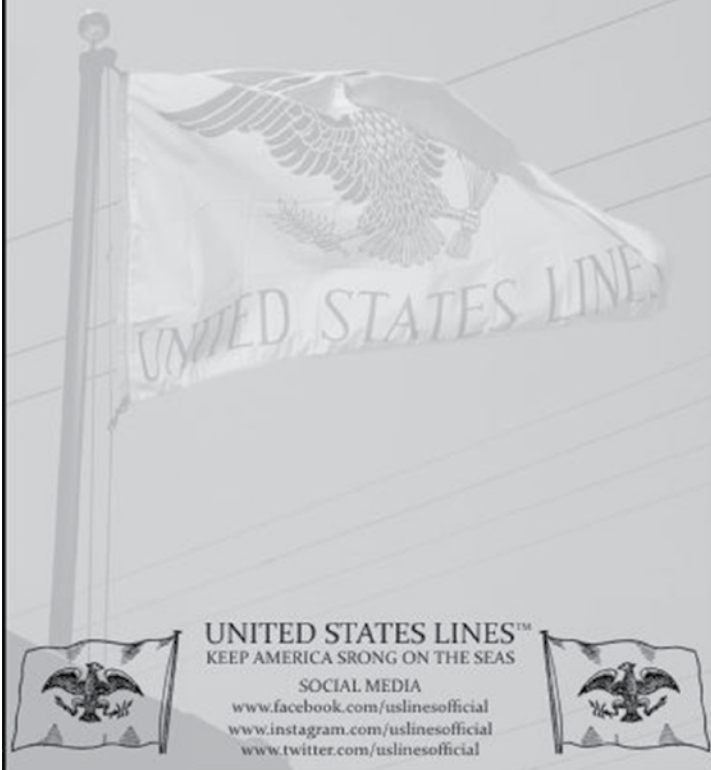 UNITED STATES LINES
UNITED STATES LINES™
KEEP AMERICA SRONG ON THE SEAS
SOCIAL MEDIA
www.facebook.com/uslinesofficial
www.instagram.com/uslinesofficial
www.twitter.com/uslinesofficial